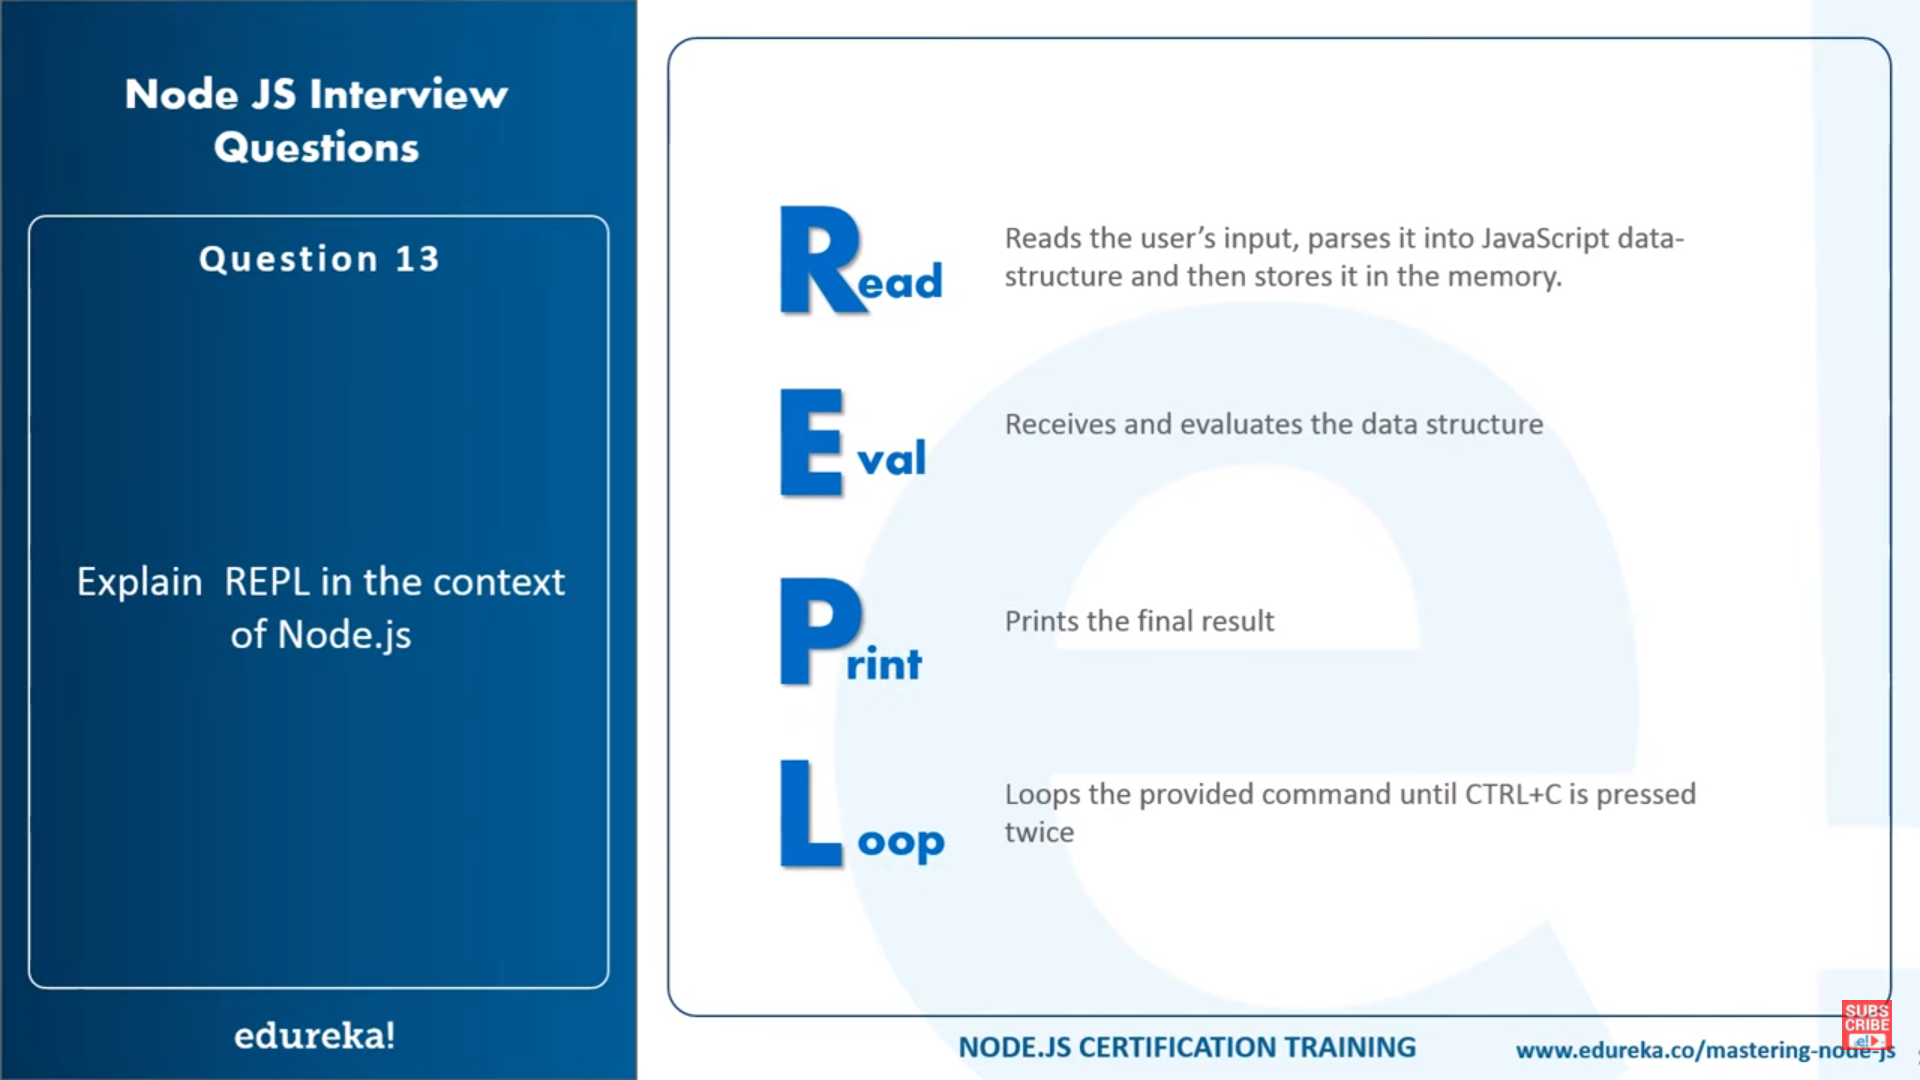 Node JS Interview
Questions
Question 13
Explain REPL in the context
of Node.js
edureka!
Read
Reads the user’s input, parses it into JavaScript data-
structure and then stores it in the memory.
Eval
Receives and evaluates the data structure
Print
Prints the final result
Loop
Loops the provided command until CTRL+C is pressed
twice
NODE.JS CERTIFICATION TRAINING
www.edureka.co/mastering-node-js
SUBS
CRIBE
e!